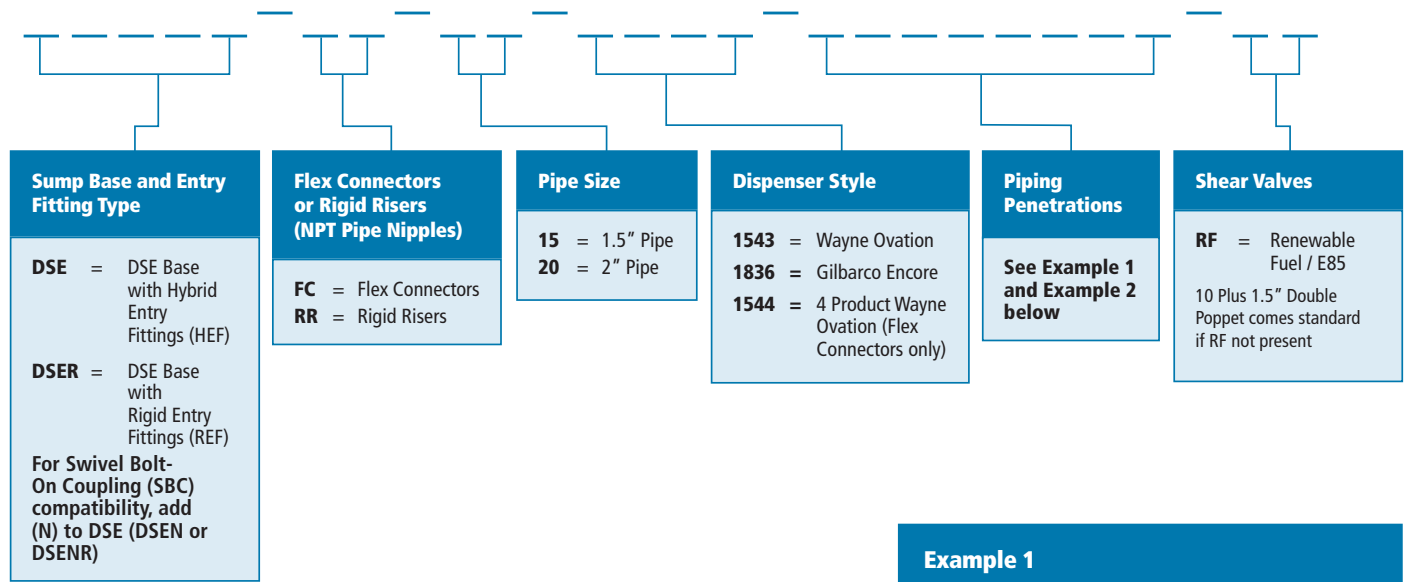 Sump Base and Entry
Fitting Type
DSE = DSE Base
with Hybrid
Entry
Fittings (HEF)
DSER = DSE Base
with
Rigid Entry
Fittings (REF)
For Swivel Bolt-
On Coupling (SBC)
compatibility, add
(N) to DSE (DSEN or
DSENR)
Flex Connectors
or Rigid Risers
(NPT Pipe Nipples)
FC = Flex Connectors
RR = Rigid Risers
Pipe Size
15 = 1.5” Pipe
20 = 2” Pipe
Dispenser Style
1543 = Wayne Ovation
1836 = Gilbarco Encore
1544 = 4 Product Wayne
Ovation (Flex
Connectors only)
Piping
Penetrations
See Example 1
and Example 2
below
Shear Valves
RF = Renewable
Fuel / E85
10 Plus 1.5” Double
Poppet comes standard
if RF not present
Example 1